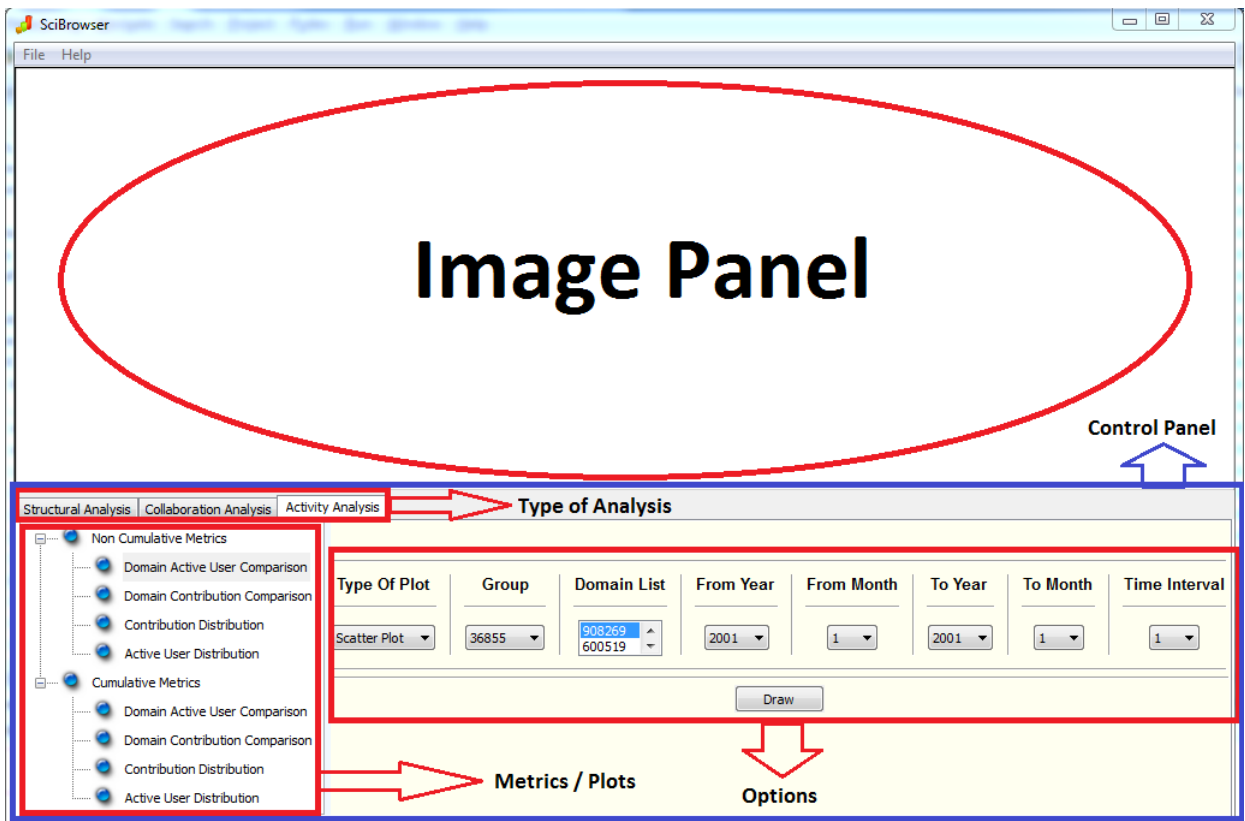 SciBrowser
File Help
Image Panel
Control Panel
Structural Analysis Collaboration Analysis Activity Analysis
Type of Analysis
Non Cumulative Metrics
Domain Active User Comparison
Domain Contribution Comparison
Contribution Distribution
Active User Distribution
Cumulative Metrics
Domain Active User Comparison
Domain Contribution Comparison
Contribution Distribution
Active User Distribution
Type Of Plot Group Domain List From Year From Month To Year To Month Time Interval
Scatter Plot 36855 908269 2001 1 2001 1 1
600519
Draw
Metrics / Plots
Options